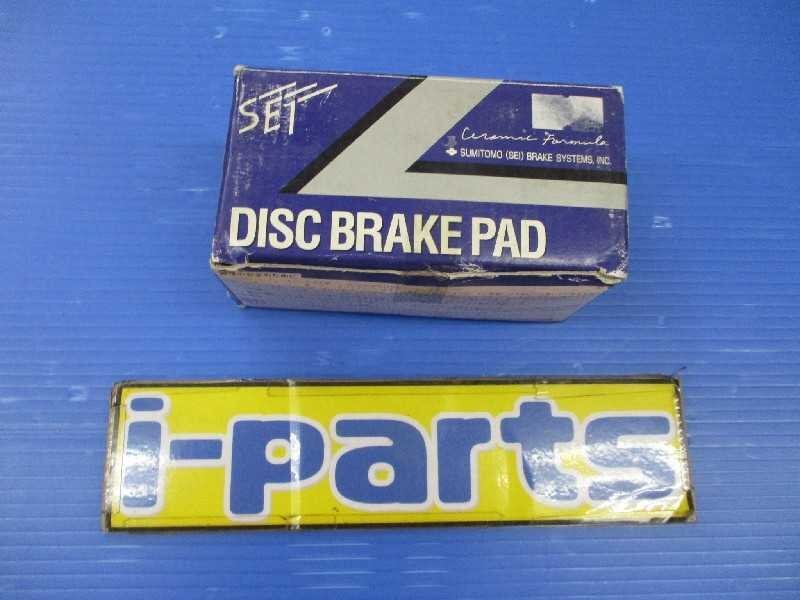 SEI
Ceramic Formula
SUMITOMO (SEI) BRAKE SYSTEMS, INC.
DISC BRAKE PAD
i-parts